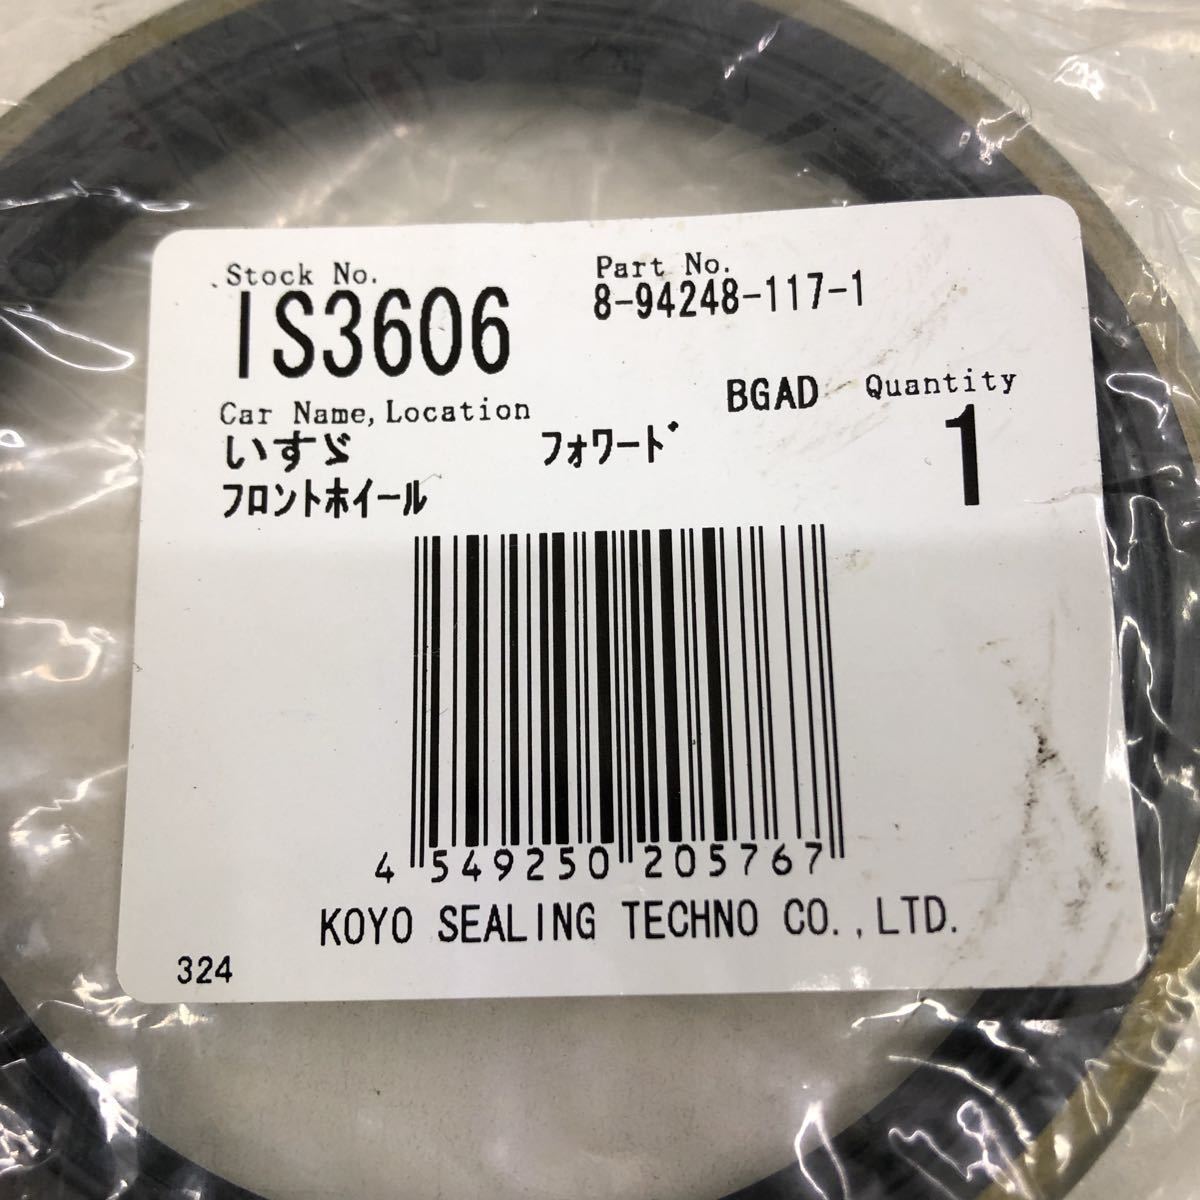 Stock No.
IS3606
Part No.
8-94248-117-1
BGAD
Quantity
1
Car Name, Location
いすゞ フォワード
フロントホイール
4 549250 205767
KOYO SEALING TECHNO CO., LTD.
324